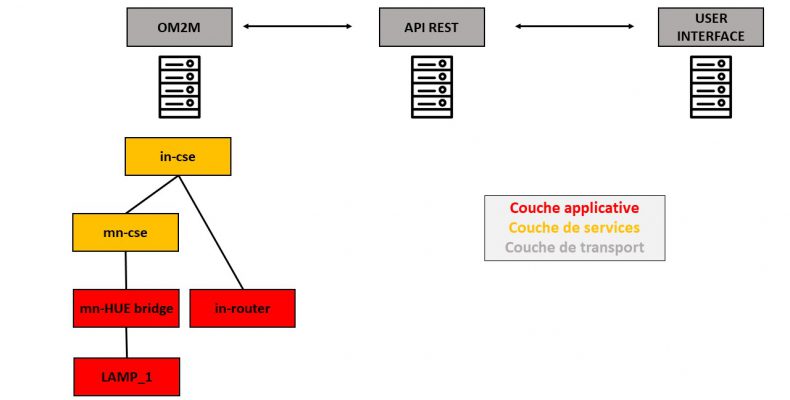 OM2M
API REST
USER
INTERFACE
in-cse
mn-cse
mn-HUE bridge
in-router
LAMP_1
Couche applicative
Couche de services
Couche de transport